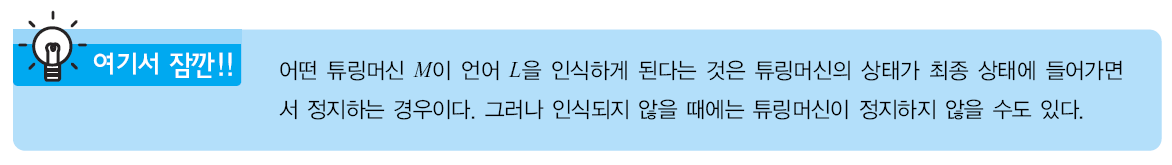 여기서 잠깐!!
어떤 튜링머신 M이 언어 L을 인식하게 된다는 것은 튜링머신의 상태가 최종 상태에 들어가면
서 정지하는 경우이다. 그러나 인식되지 않을 때에는 튜링머신이 정지하지 않을 수도 있다.